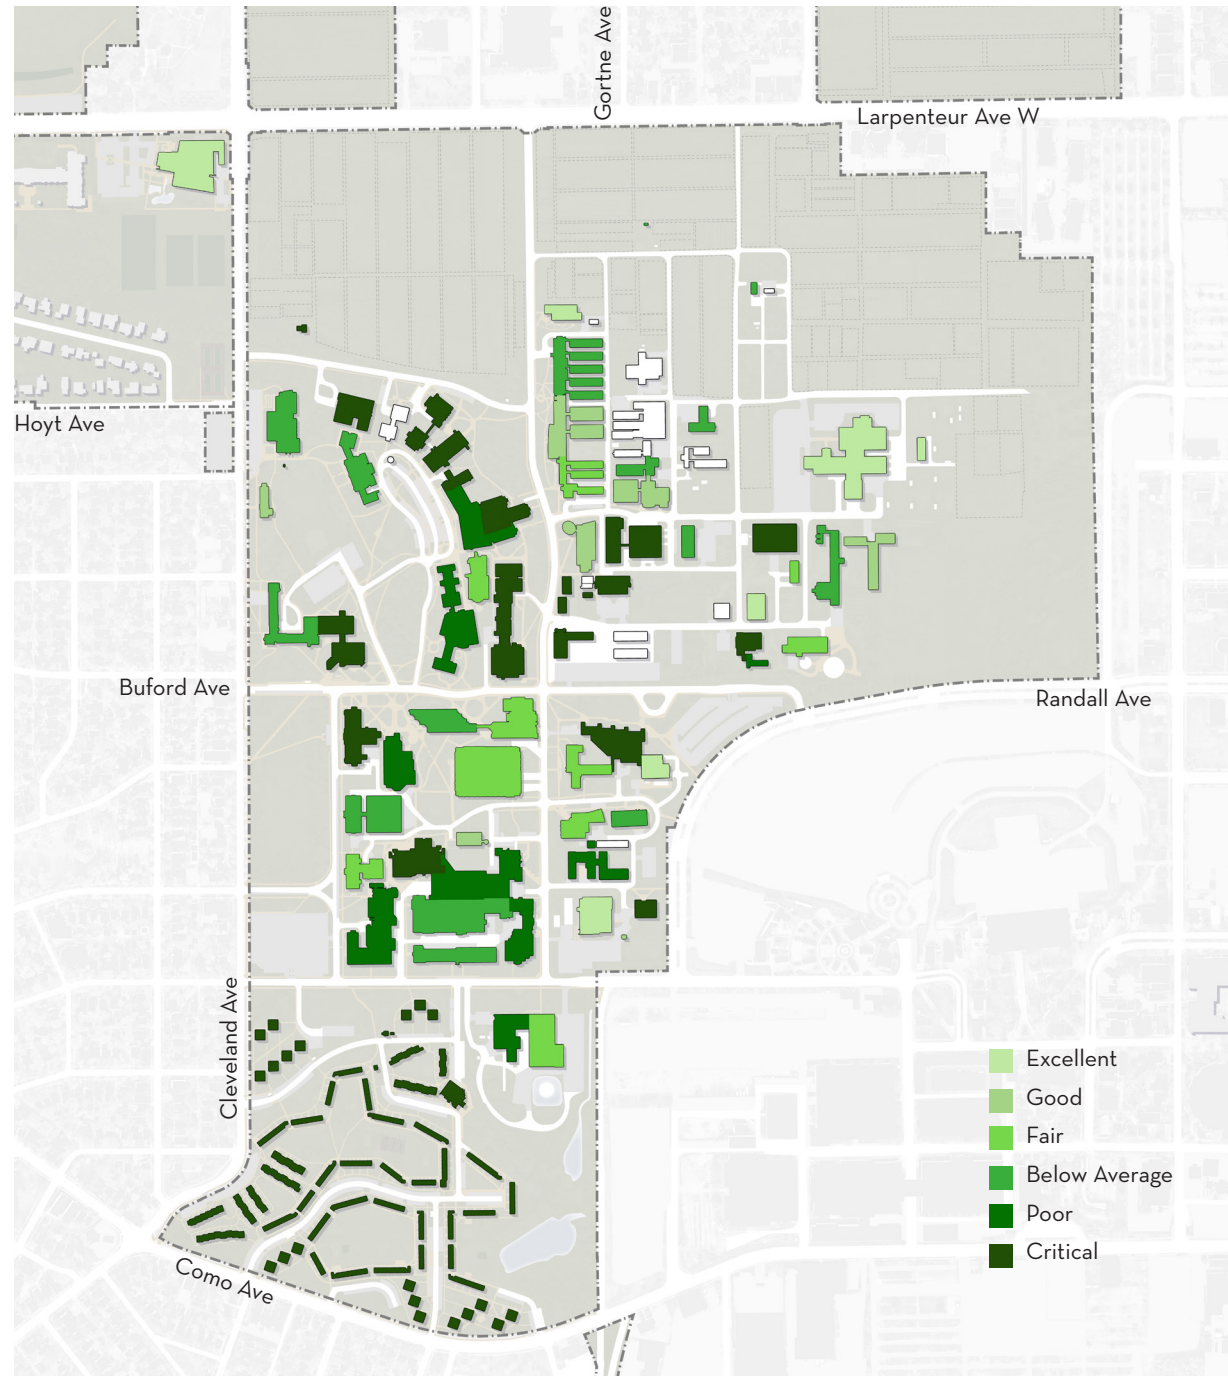 Gortne Ave
Larpenteur Ave W
Hoyt Ave
Buford Ave
Randall Ave
Cleveland Ave
Como Ave
Excellent
Good
Fair
Below Average
Poor
Critical